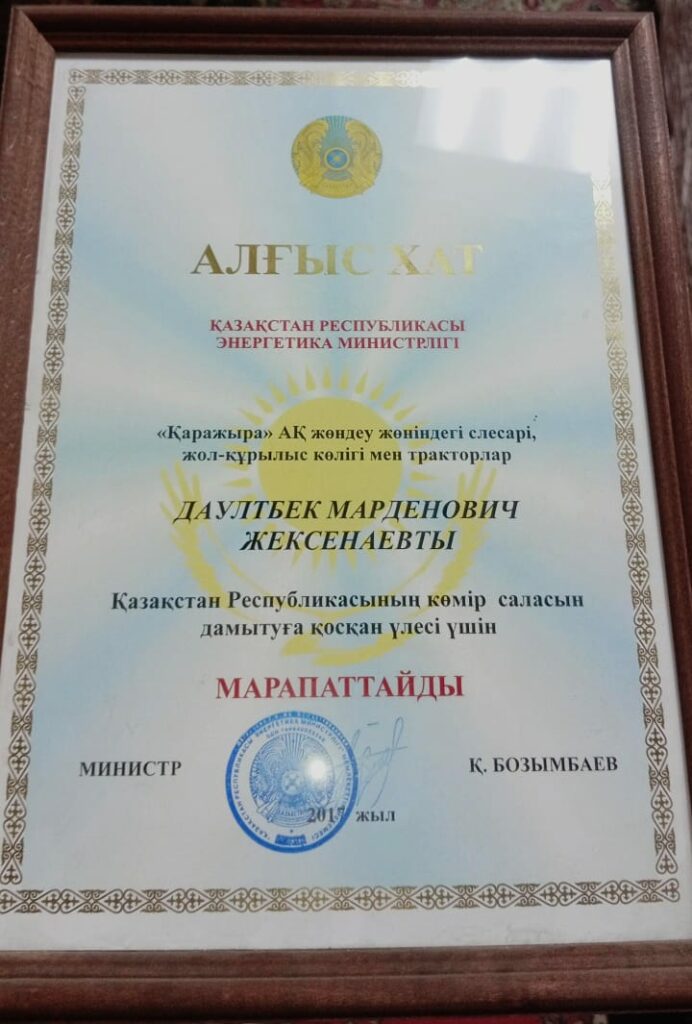 АЛҒЫС ХАТ
ҚАЗАҚСТАН РЕСПУБЛИКАСЫ
ЭНЕРГЕТИКА МИНИСТРЛІГІ
«Қаражыра» АҚ жөндеу жөніндегі слесарі,
жол-құрылыс көлігі мен тракторлар
ДАУЛТБЕК МАРДЕНОВИЧ
ЖЕКСЕНАЕВТЫ
Қазақстан Республикасының көмір саласын
дамытуға қосқан үлесі үшін
МАРАПАТТАЙДЫ
МИНИСТР
Қ. БОЗЫМБАЕВ
2017 жыл